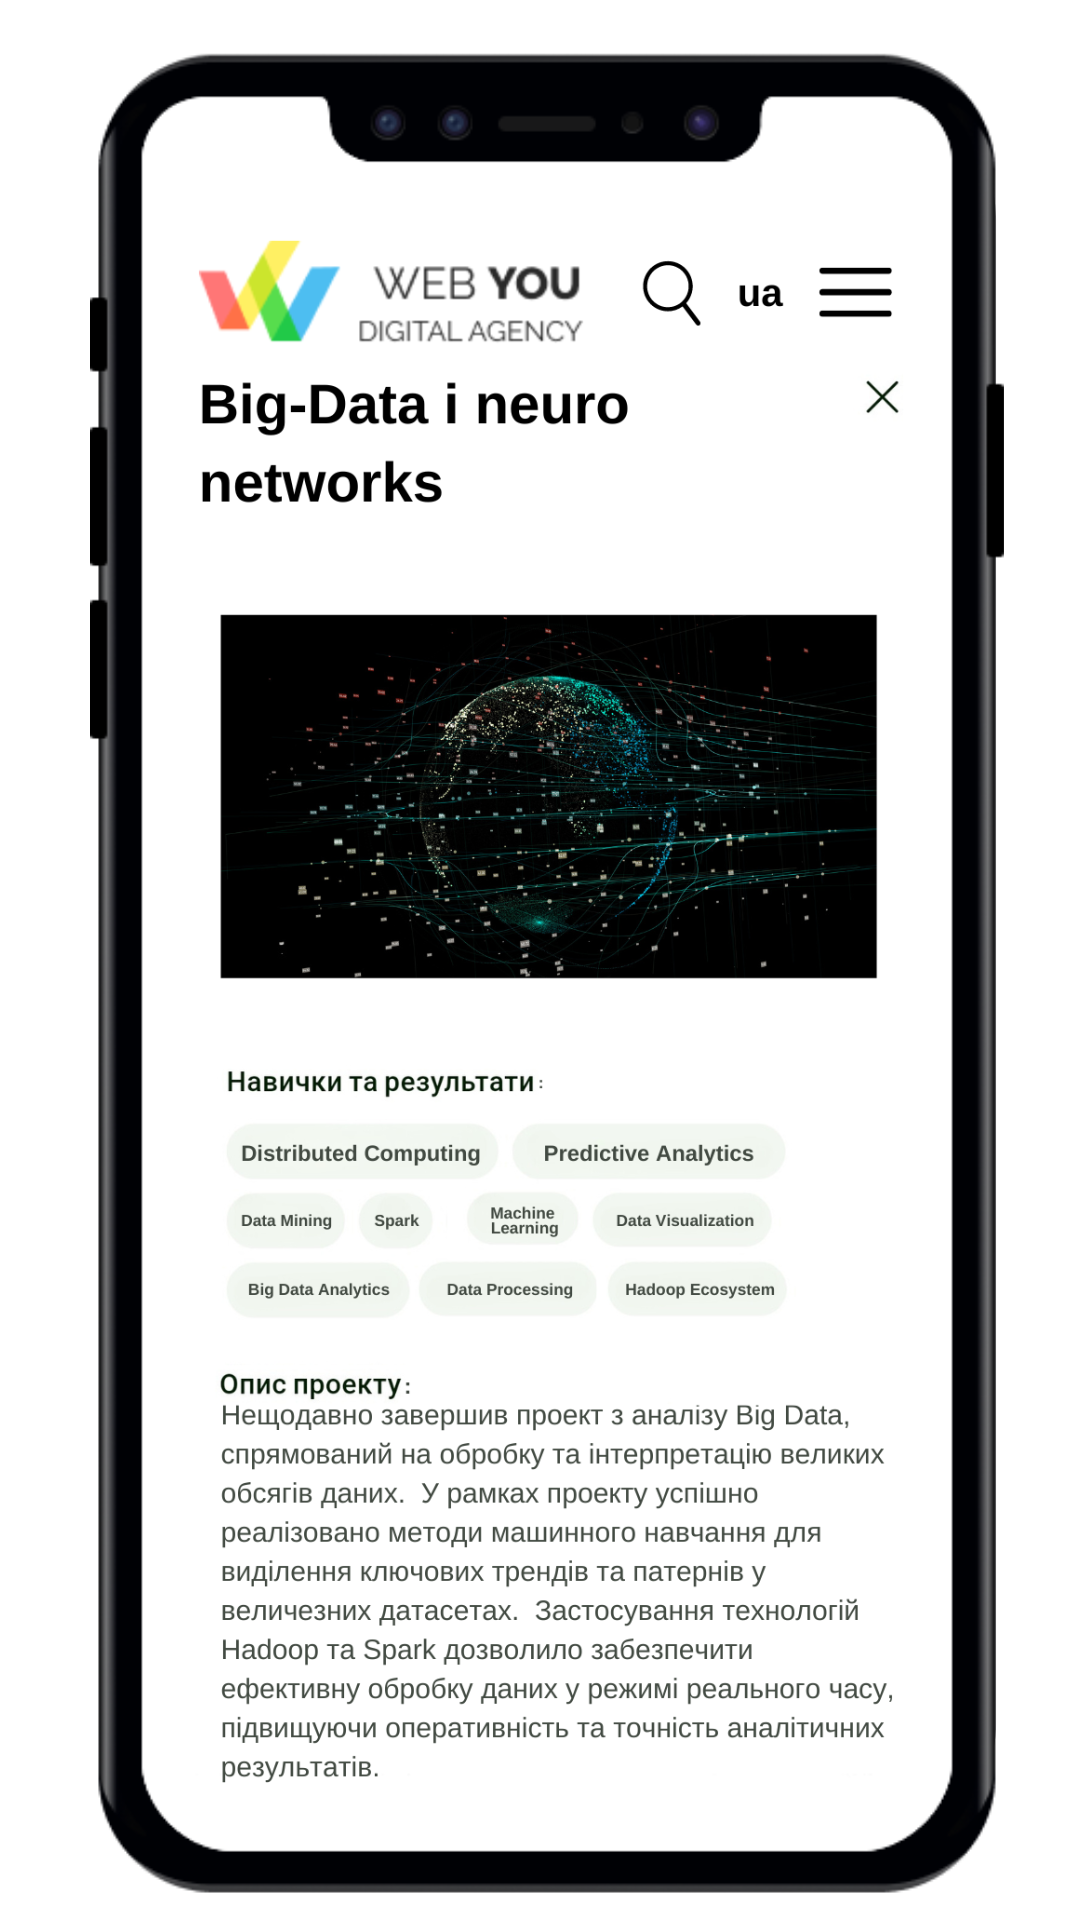 WEB YOU
DIGITAL AGENCY
ua
Big-Data i neuro
networks
Навички та результати:
Distributed Computing
Predictive Analytics
Data Mining
Spark
Machine
Learning
Data Visualization
Big Data Analytics
Data Processing
Hadoop Ecosystem
Опис проекту:
Нещодавно завершив проект з аналізу Big Data,
спрямований на обробку та інтерпретацію великих
обсягів даних.  У рамках проекту успішно
реалізовано методи машинного навчання для
виділення ключових трендів та патернів у
величезних датасетах.  Застосування технологій
Hadoop та Spark дозволило забезпечити
ефективну обробку даних у режимі реального часу,
підвищуючи оперативність та точність аналітичних
результатів.